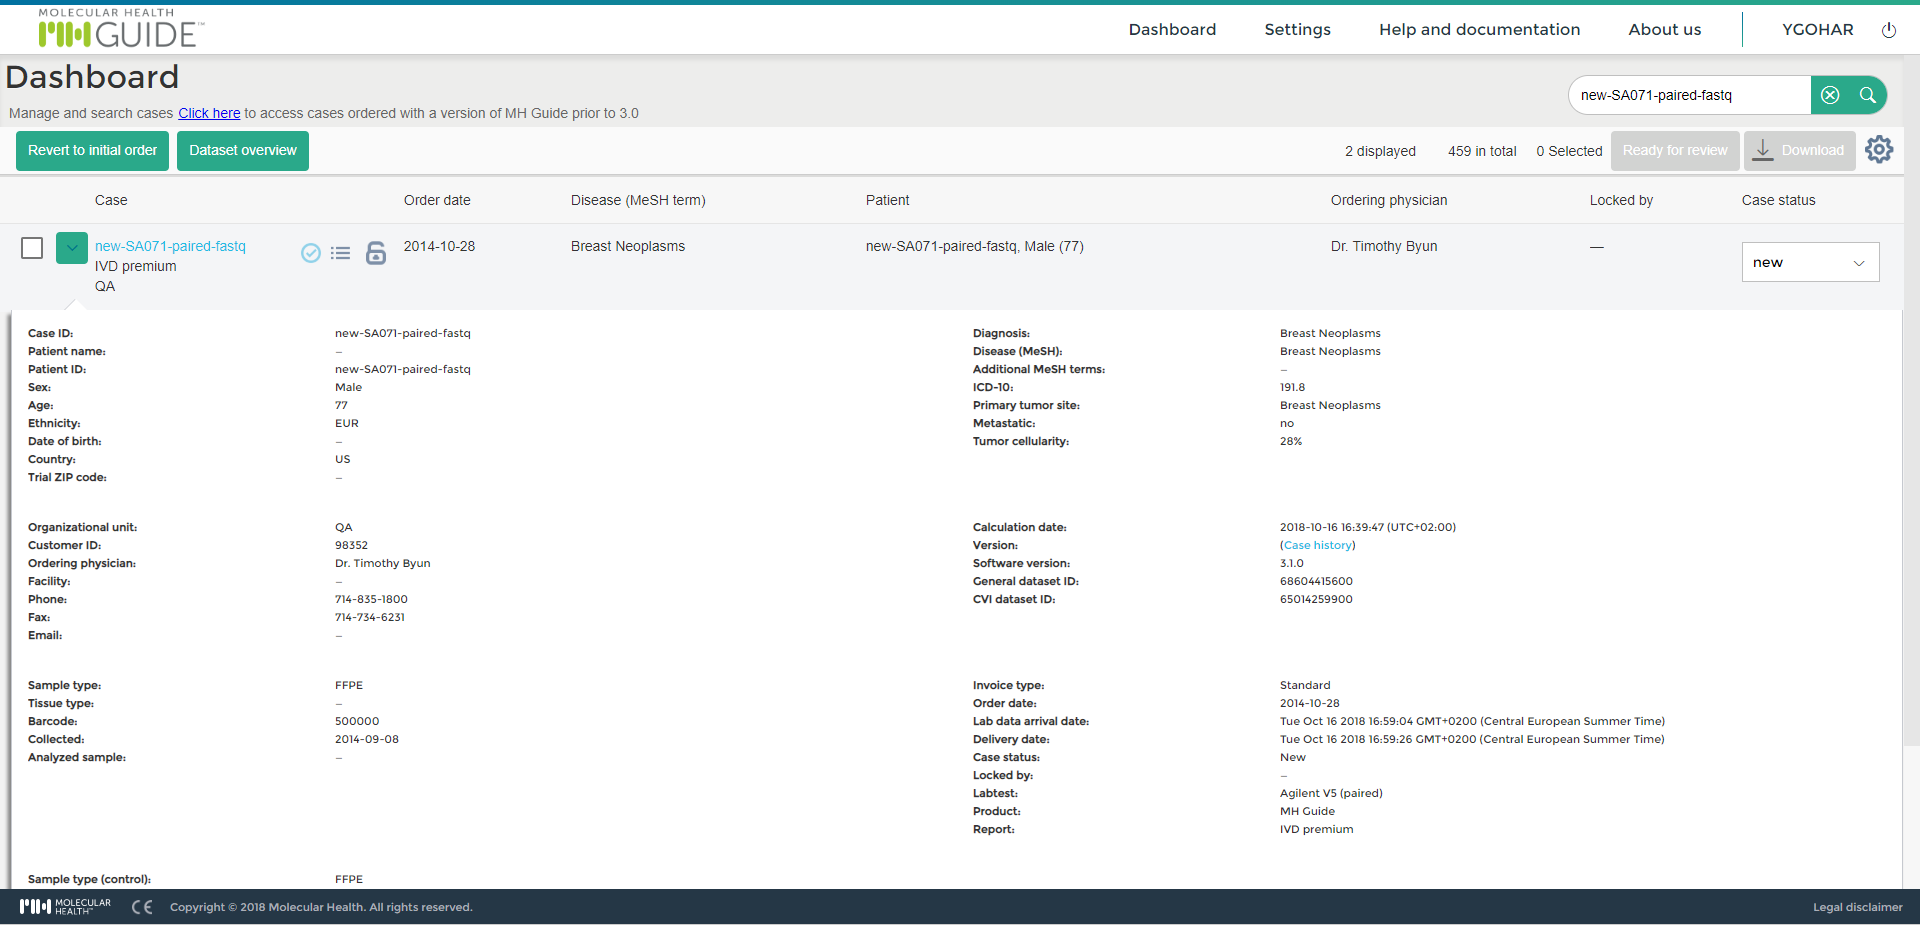 MOLECULAR HEALTH
MH GUIDE™
Dashboard Settings Help and documentation About us YGOHAR
Dashboard
new-SA071-paired-fastq
Manage and search cases Click here to access cases ordered with a version of MH Guide prior to 3.0
Revert to initial order Dataset overview 2 displayed 459 in total 0 Selected Ready for review Download
Case Order date Disease (MeSH term) Patient Ordering physician Locked by Case status
new-SA071-paired-fastq 2014-10-28 Breast Neoplasms new-SA071-paired-fastq, Male (77) Dr. Timothy Byun — new
IVD premium
QA
Case ID: new-SA071-paired-fastq
Patient name: –
Patient ID: new-SA071-paired-fastq
Sex: Male
Age: 77
Ethnicity: EUR
Date of birth: –
Country: US
Trial ZIP code: –
Diagnosis: Breast Neoplasms
Disease (MeSH): Breast Neoplasms
Additional MeSH terms: –
ICD-10: 191.8
Primary tumor site: Breast Neoplasms
Metastatic: no
Tumor cellularity: 28%
Organizational unit: QA
Customer ID: 98352
Ordering physician: Dr. Timothy Byun
Facility: –
Phone: 714-835-1800
Fax: 714-734-6231
Email: –
Calculation date: 2018-10-16 16:39:47 (UTC+02:00)
Version: (Case history)
Software version: 3.1.0
General dataset ID: 68604415600
CVI dataset ID: 65014259900
Sample type: FFPE
Tissue type: –
Barcode: 500000
Collected: 2014-09-08
Analyzed sample: –
Invoice type: Standard
Order date: 2014-10-28
Lab data arrival date: Tue Oct 16 2018 16:59:04 GMT+0200 (Central European Summer Time)
Delivery date: Tue Oct 16 2018 16:59:26 GMT+0200 (Central European Summer Time)
Case status: New
Locked by: –
Labtest: Agilent V5 (paired)
Product: MH Guide
Report: IVD premium
Sample type (control): FFPE
MOLECULAR
HEALTH™
CE Copyright © 2018 Molecular Health. All rights reserved. Legal disclaimer